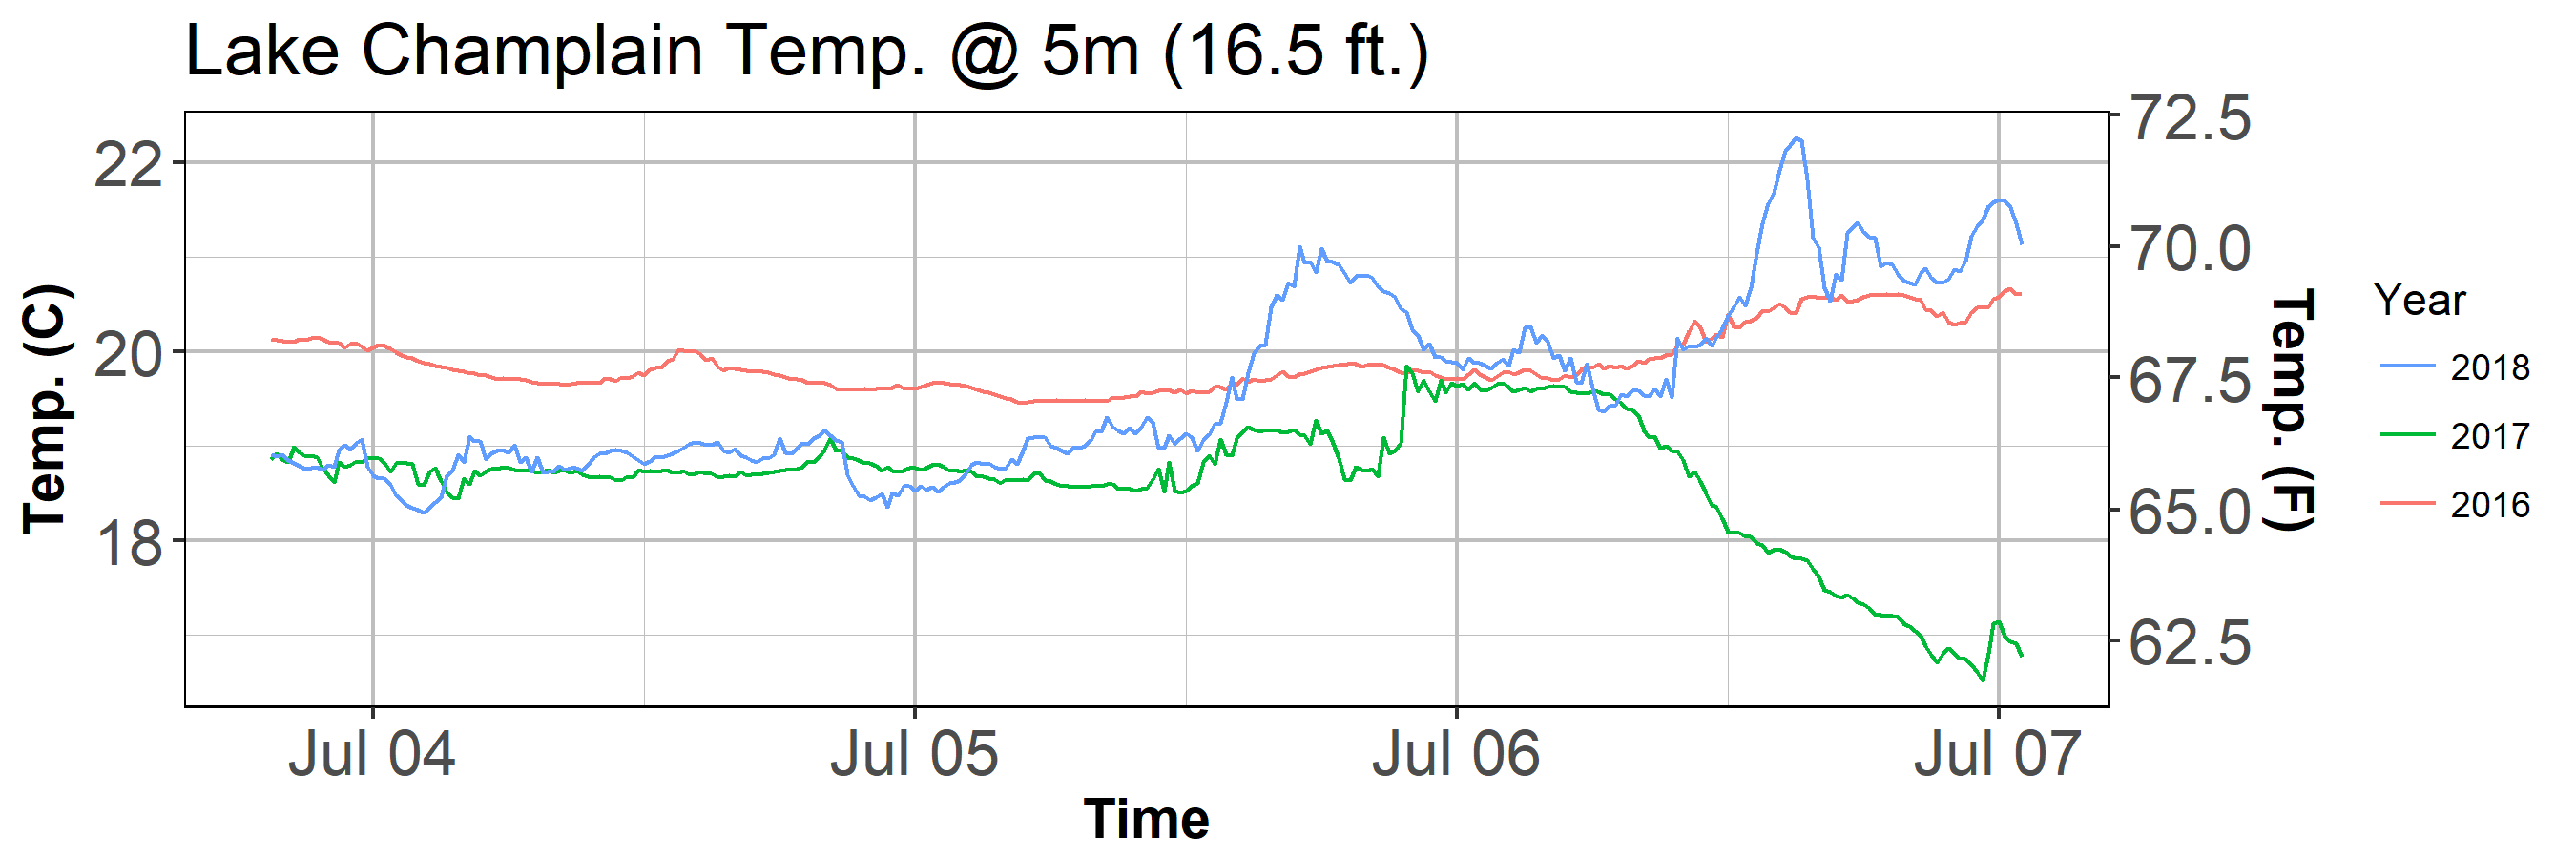 Lake Champlain Temp. @ 5m (16.5 ft.)
Temp. (C)
22
20
18
72.5
70.0
67.5
65.0
62.5
Temp. (F)
Jul 04 Jul 05 Jul 06 Jul 07
Time
Year
2018
2017
2016